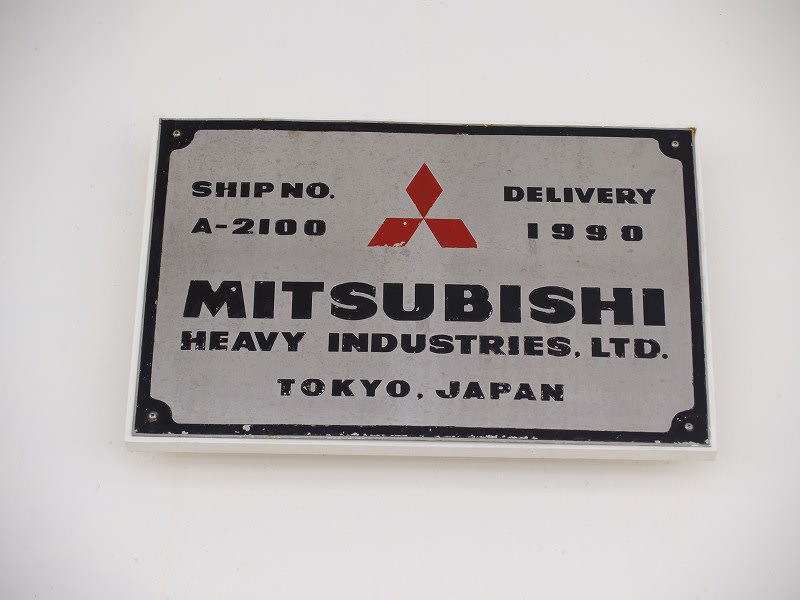 SHIP NO.
A-2100
DELIVERY
1990
MITSUBISHI
HEAVY INDUSTRIES, LTD.
TOKYO, JAPAN